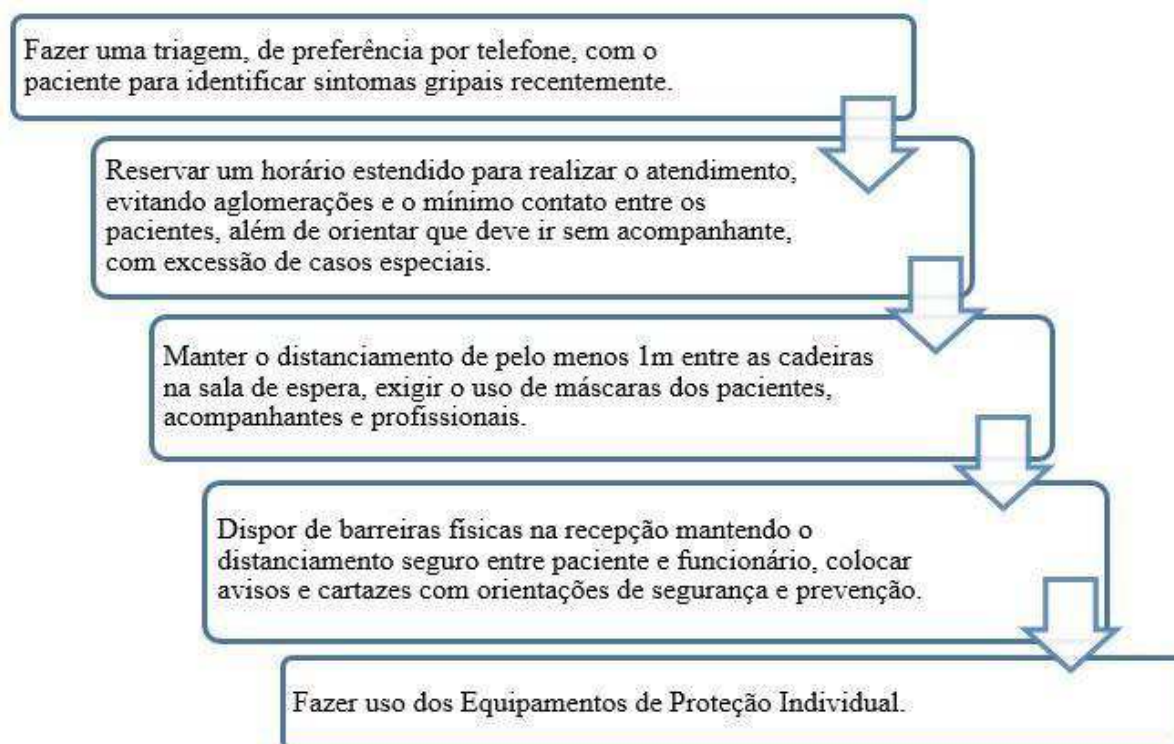 Fazer uma triagem, de preferência por telefone, com o
paciente para identificar sintomas gripais recentemente.
Reservar um horário estendido para realizar o atendimento,
evitando aglomerações e o mínimo contato entre os
pacientes, além de orientar que deve ir sem acompanhante,
com excessão de casos especiais.
Manter o distanciamento de pelo menos 1m entre as cadeiras
na sala de espera, exigir o uso de máscaras dos pacientes,
acompanhantes e profissionais.
Dispor de barreiras físicas na recepção mantendo o
distanciamento seguro entre paciente e funcionário, colocar
avisos e cartazes com orientações de segurança e prevenção.
Fazer uso dos Equipamentos de Proteção Individual.